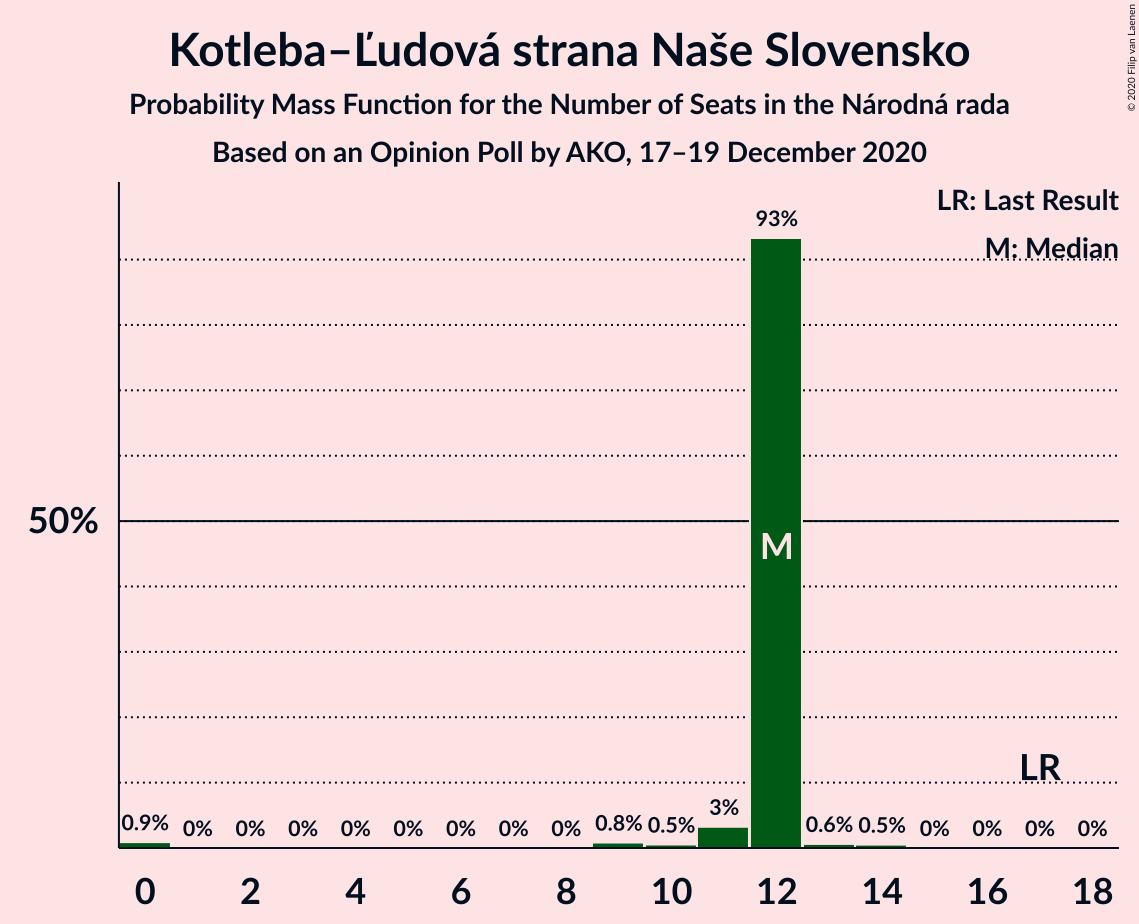 Kotleba–Ľudová strana Naše Slovensko
Probability Mass Function for the Number of Seats in the Národná rada
Based on an Opinion Poll by AKO, 17–19 December 2020
© 2020 Filip van Laenen
LR: Last Result
M: Median
93%
50%
M
LR
0.9% 0% 0% 0% 0% 0% 0% 0% 0% 0.8% 0.5% 3% 0.6% 0.5% 0% 0% 0% 0%
0 2 4 6 8 10 12 14 16 18